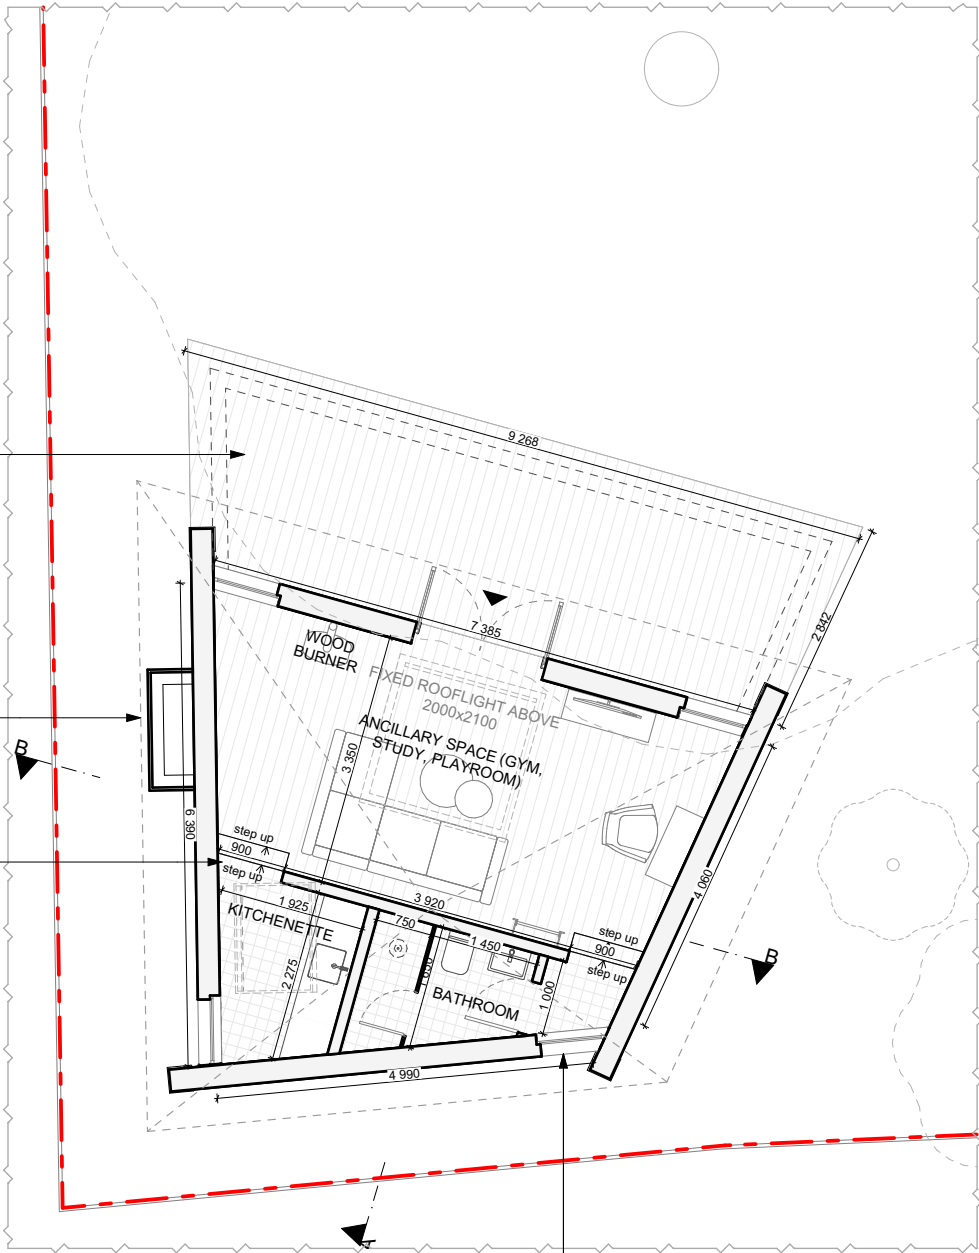 9 268
2 842
7 385
WOOD
BURNER
FIXED ROOFLIGHT ABOVE
2000x2100
ANCILLARY SPACE (GYM,
STUDY, PLAYROOM)
3 350
B
6 390
step up
900
step up
4 060
3 920
1 925
750
KITCHENETTE
1 450
step up
900
step up
B
2 275
1 650
1 000
BATHROOM
4 990
A